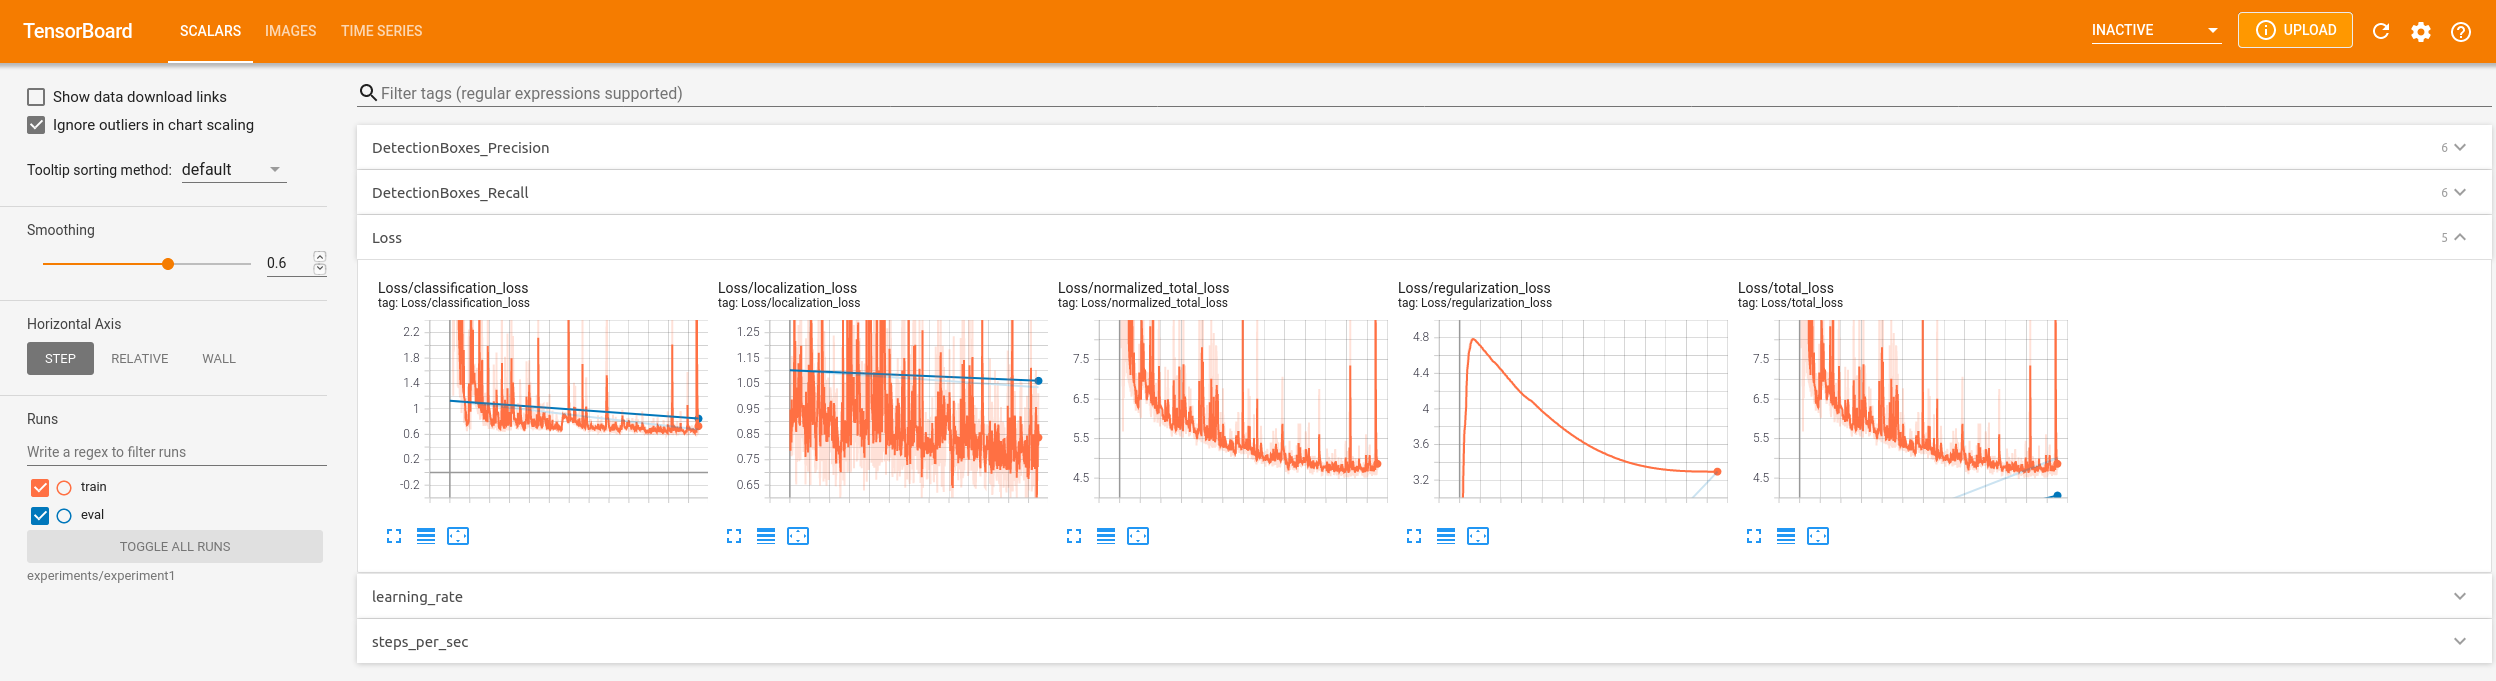 TensorBoard SCALARS IMAGES TIME SERIES INACTIVE UPLOAD
Show data download links
Ignore outliers in chart scaling
Tooltip sorting method: default
Smoothing
0.6
Horizontal Axis
STEP RELATIVE WALL
Runs
Write a regex to filter runs
train
eval
TOGGLE ALL RUNS
experiments/experiment1
Filter tags (regular expressions supported)
DetectionBoxes_Precision 6
DetectionBoxes_Recall 6
Loss 5
Loss/classification_loss
tag: Loss/classification_loss
2.2
1.8
1.4
1
0.6
0.2
-0.2
Loss/localization_loss
tag: Loss/localization_loss
1.25
1.15
1.05
0.95
0.85
0.75
0.65
Loss/normalized_total_loss
tag: Loss/normalized_total_loss
7.5
6.5
5.5
4.5
Loss/regularization_loss
tag: Loss/regularization_loss
4.8
4.4
4
3.6
3.2
Loss/total_loss
tag: Loss/total_loss
7.5
6.5
5.5
4.5
learning_rate
steps_per_sec